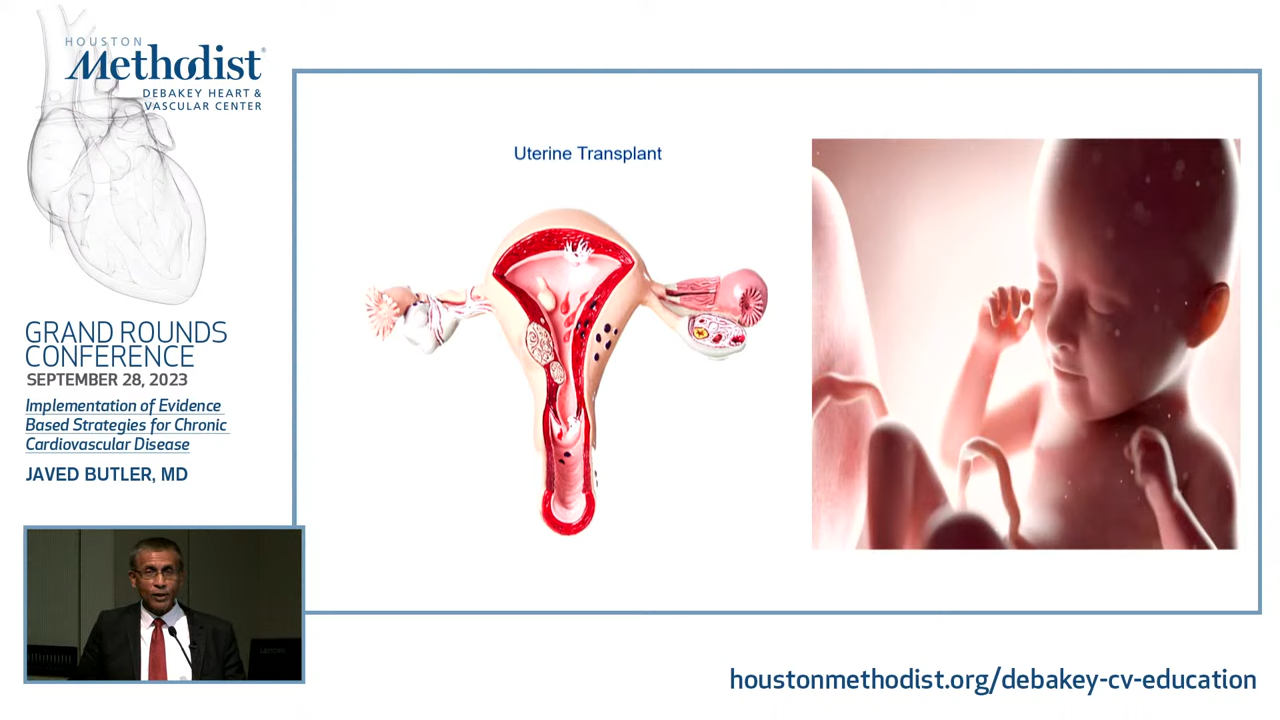 HOUSTON
Methodist®
DEBAKEY HEART &
VASCULAR CENTER
GRAND ROUNDS
CONFERENCE
SEPTEMBER 28, 2023
Implementation of Evidence
Based Strategies for Chronic
Cardiovascular Disease
JAVED BUTLER, MD
Uterine Transplant
houstonmethodist.org/debakey-cv-education